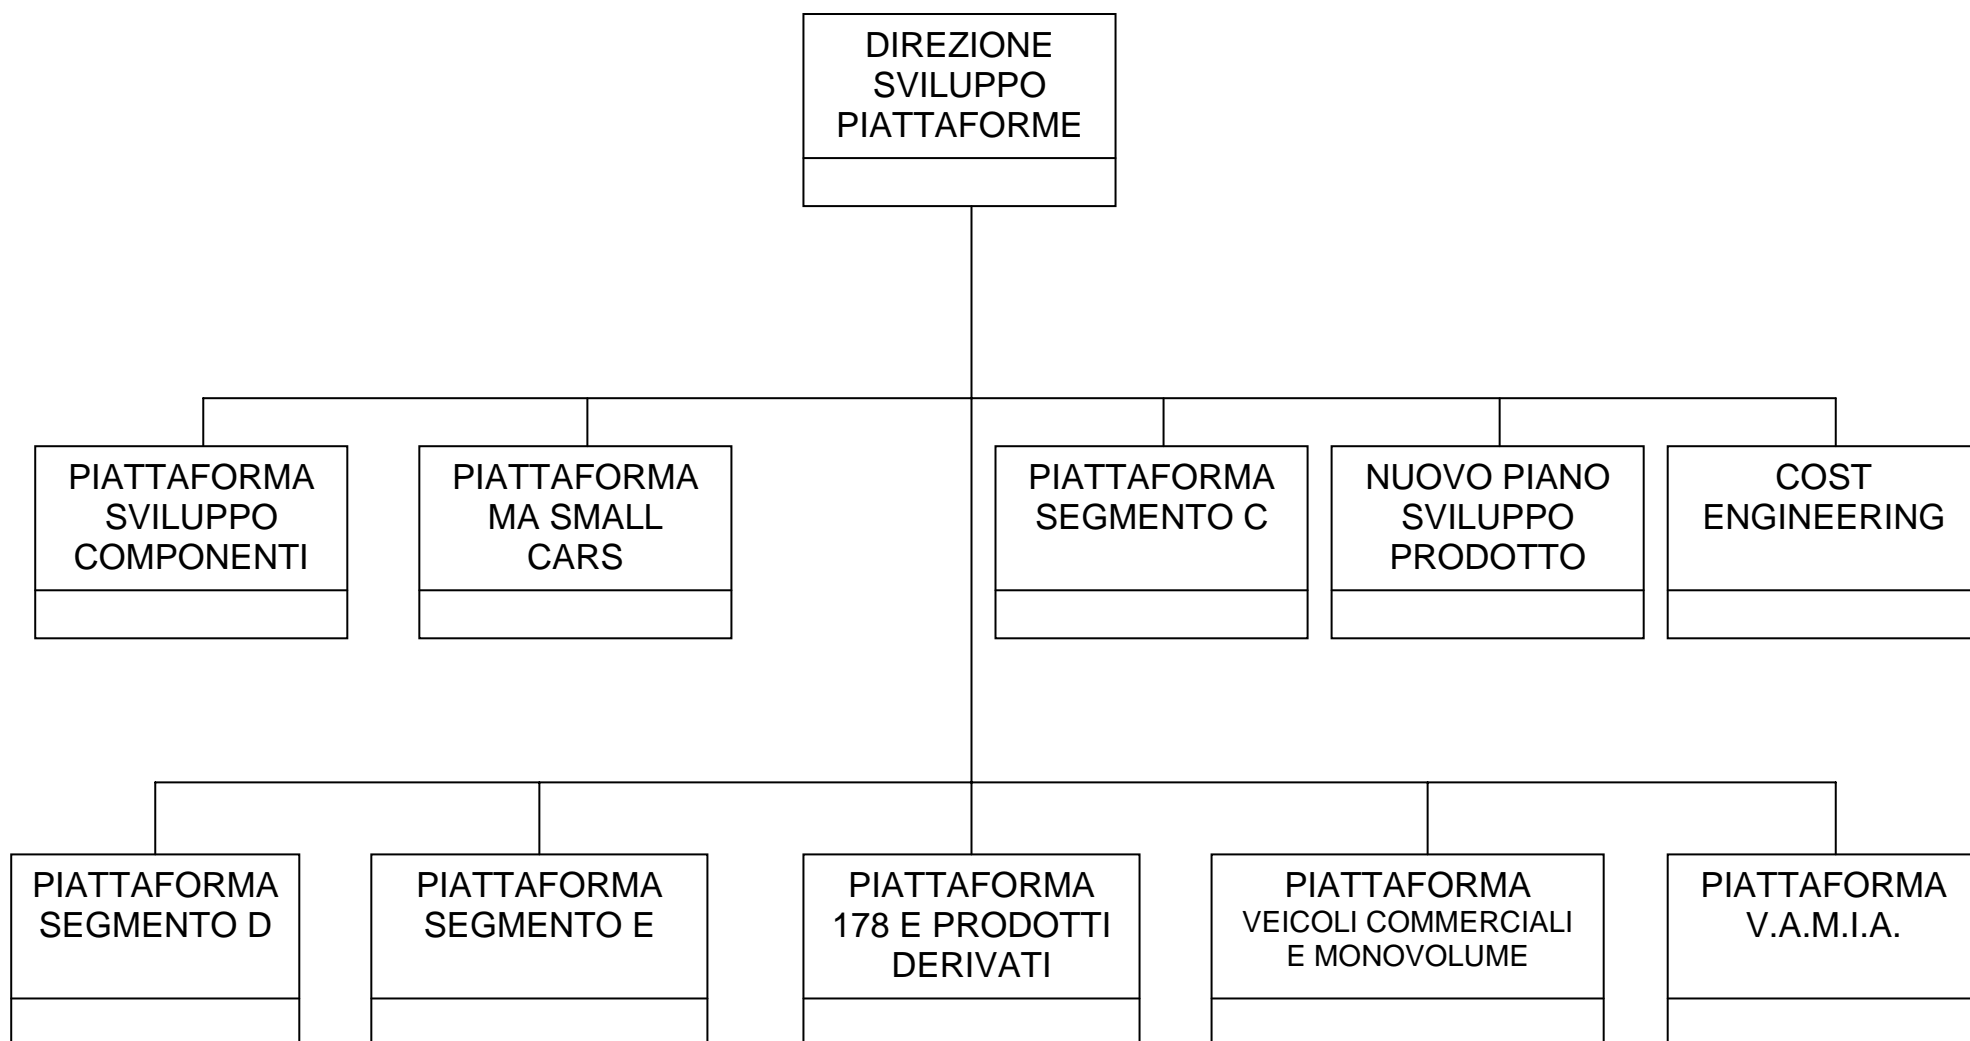 DIREZIONE
SVILUPPO
PIATTAFORME
PIATTAFORMA
SVILUPPO
COMPONENTI
PIATTAFORMA
MA SMALL
CARS
PIATTAFORMA
SEGMENTO C
NUOVO PIANO
SVILUPPO
PRODOTTO
COST
ENGINEERING
PIATTAFORMA
SEGMENTO D
PIATTAFORMA
SEGMENTO E
PIATTAFORMA
178 E PRODOTTI
DERIVATI
PIATTAFORMA
VEICOLI COMMERCIALI
E MONOVOLUME
PIATTAFORMA
V.A.M.I.A.